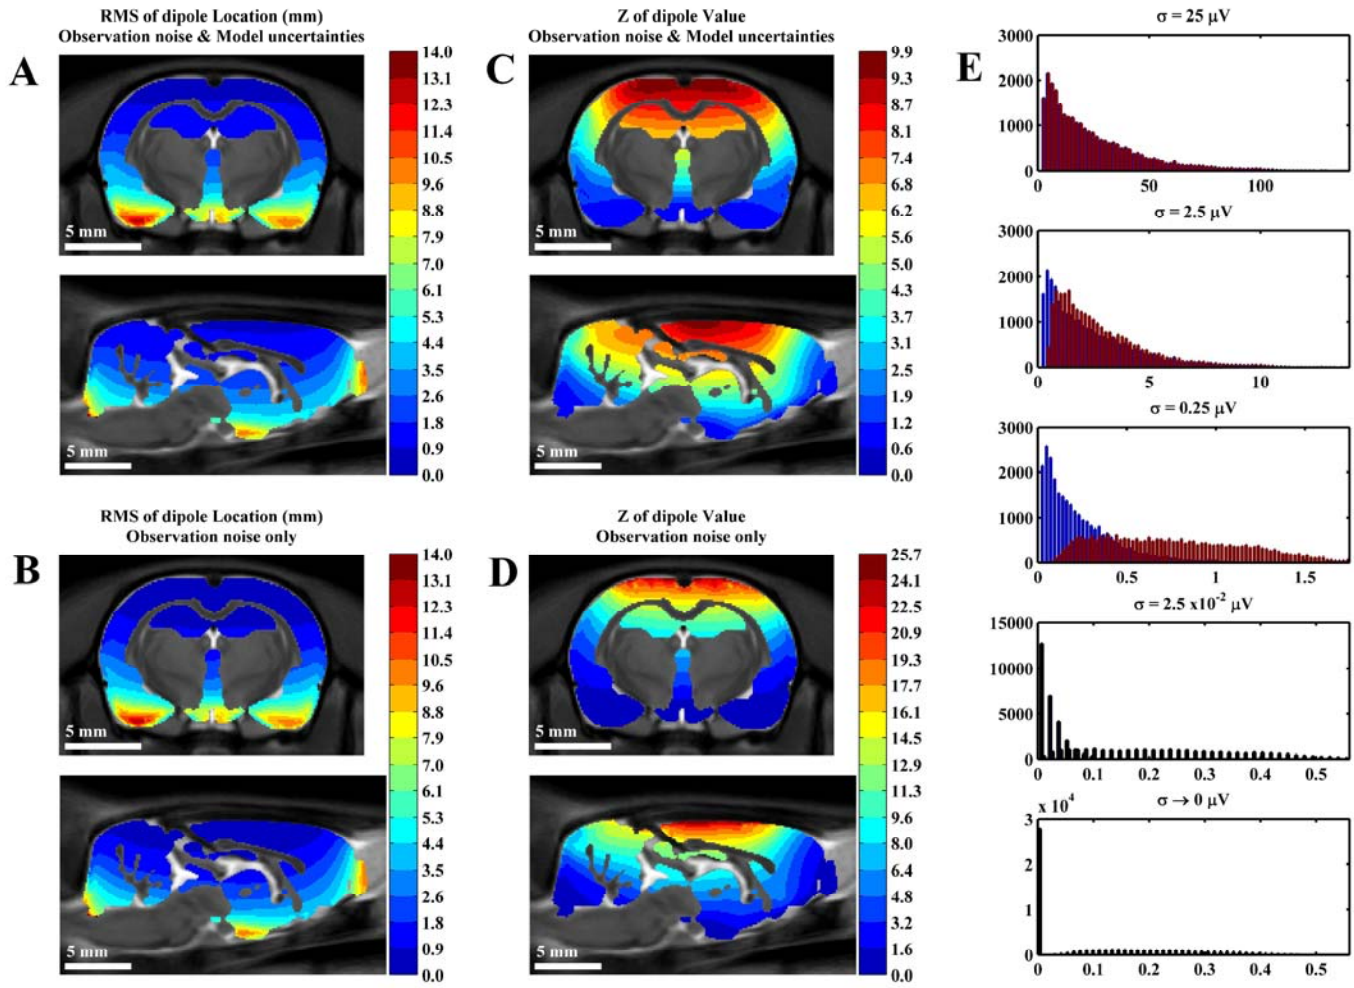 RMS of dipole Location (mm)
Observation noise & Model uncertainties
A
5 mm
5 mm
14.0
13.1
12.4
11.4
10.5
9.6
8.8
7.9
7.0
6.1
5.3
4.4
3.5
2.6
1.8
0.9
0.0
RMS of dipole Location (mm)
Observation noise only
B
5 mm
5 mm
14.0
13.1
12.4
11.4
10.5
9.6
8.8
7.9
7.0
6.1
5.3
4.4
3.5
2.6
1.8
0.9
0.0
Z of dipole Value
Observation noise & Model uncertainties
C
5 mm
5 mm
9.9
9.3
8.7
8.1
7.4
6.8
6.2
5.6
5.0
4.3
3.7
3.1
2.5
1.9
1.2
0.6
0.0
Z of dipole Value
Observation noise only
D
5 mm
5 mm
25.7
24.1
22.5
20.9
19.3
17.7
16.1
14.5
12.9
11.3
9.6
8.0
6.4
4.8
3.2
1.6
0.0
E
σ = 25 μV
3000
2000
1000
0
0 50 100
σ = 2.5 μV
3000
2000
1000
0
0 5 10
σ = 0.25 μV
3000
2000
1000
0
0 0.5 1 1.5
σ = 2.5 x10⁻² μV
15000
10000
5000
0
0 0.1 0.2 0.3 0.4 0.5
x 10⁴
σ → 0 μV
3
2
1
0
0 0.1 0.2 0.3 0.4 0.5